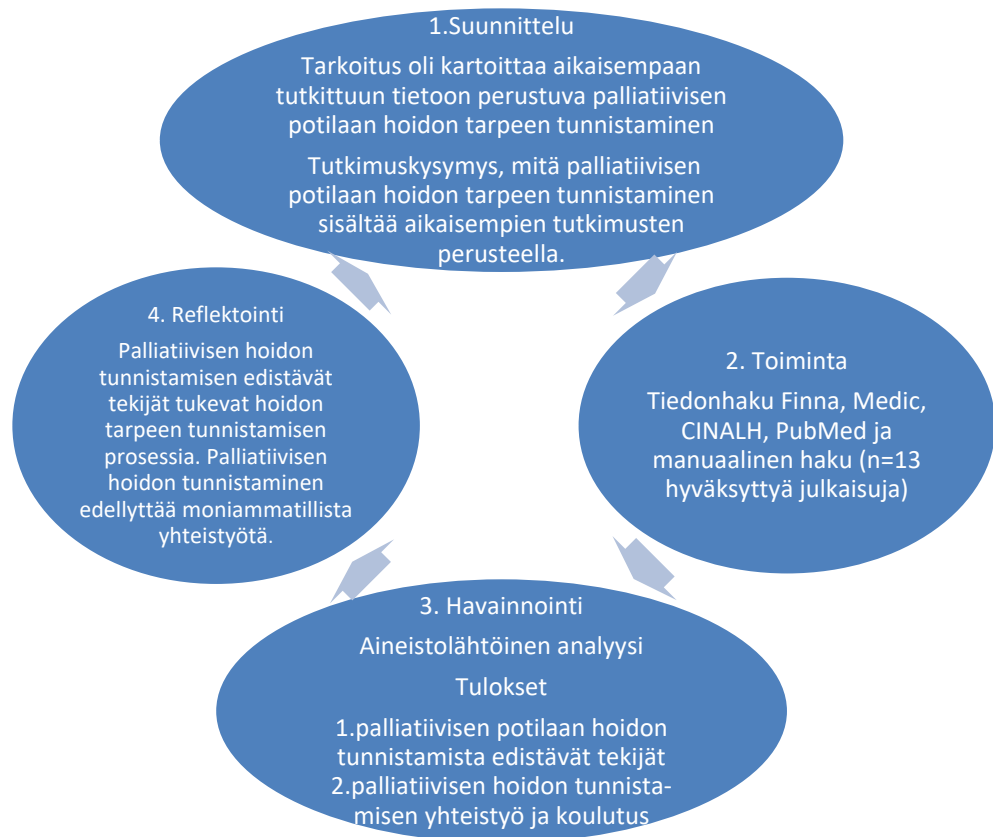 1.Suunnittelu
Tarkoitus oli kartoittaa aikaisempaan
tutkittuun tietoon perustuva palliatiivisen
potilaan hoidon tarpeen tunnistaminen
Tutkimuskysymys, mitä palliatiivisen
potilaan hoidon tarpeen tunnistaminen
sisältää aikaisempien tutkimusten
perusteella.
2. Toiminta
Tiedonhaku Finna, Medic,
CINALH, PubMed ja
manuaalinen haku (n=13
hyväksyttyä julkaisuja)
3. Havainnointi
Aineistolähtöinen analyysi
Tulokset
1.palliatiivisen potilaan hoidon
tunnistamista edistävät tekijät
2.palliatiivisen hoidon tunnista-
misen yhteistyö ja koulutus
4. Reflektointi
Palliatiivisen hoidon
tunnistamisen edistävät
tekijät tukevat hoidon
tarpeen tunnistamisen
prosessia. Palliatiivisen
hoidon tunnistaminen
edellyttää moniammatillista
yhteistyötä.